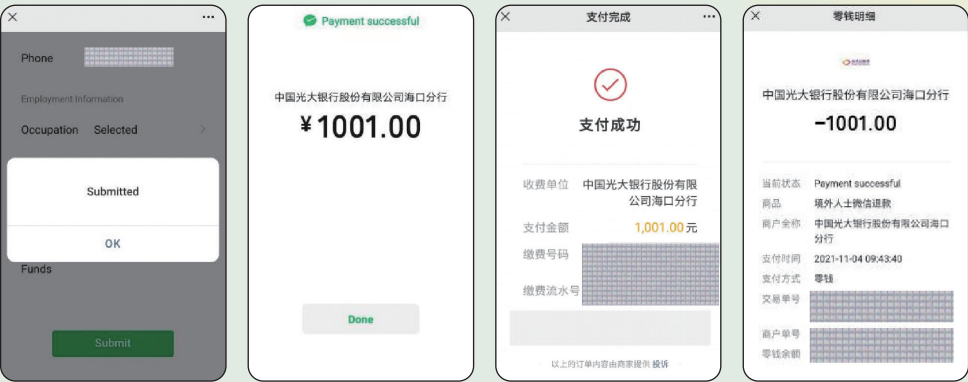 Phone
Employment Information
Occupation Selected
Submitted
OK
Funds
Submit
Payment successful
中国光大银行股份有限公司海口分行
¥1001.00
Done
支付完成
支付成功
收费单位 中国光大银行股份有限
公司海口分行
支付金额 1,001.00元
缴费号码
缴费流水号
以上的订单内容由商家提供 投诉
零钱明细
中国光大银行股份有限公司海口分行
-1001.00
当前状态 Payment successful
商品 境外人士微信退款
商户全称 中国光大银行股份有限公司海口
分行
支付时间 2021-11-04 09:43:40
支付方式 零钱
交易单号
商户单号
零钱余额